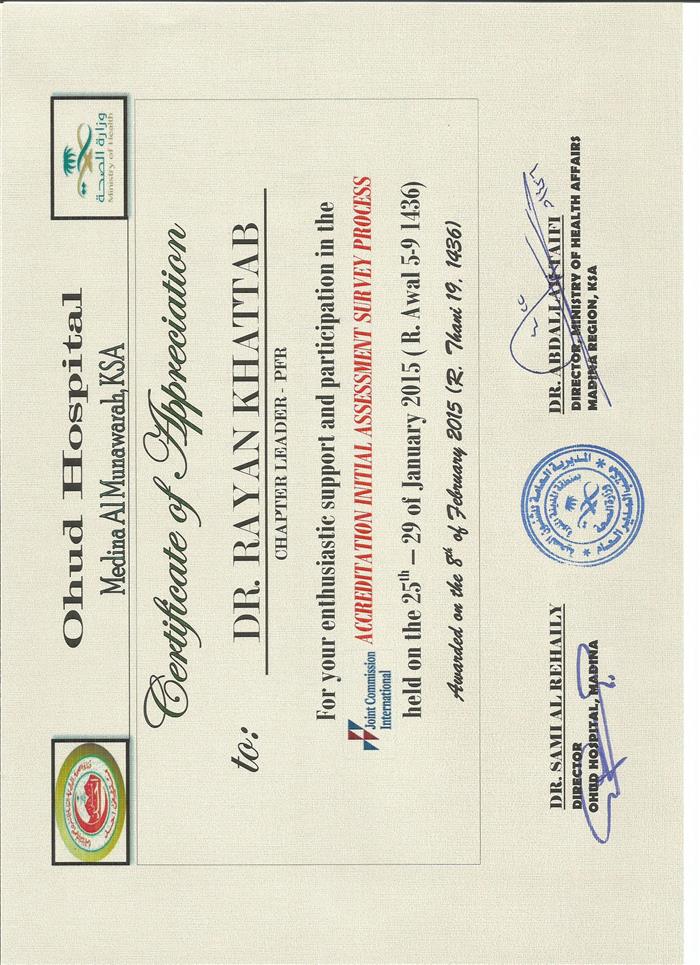 Ohud Hospital
Medina Al Munawarah, KSA
وزارة الصحة
Ministry of Health
Certificate of Appreciation
to:
DR. RAYAN KHATTAB
CHAPTER LEADER - PFR
For your enthusiastic support and participation in the
Joint Commission
International
ACCREDITATION INITIAL ASSESSMENT SURVEY PROCESS
held on the 25th – 29 of January 2015 ( R. Awal 5-9 1436)
Awarded on the 8th of February 2015 (R. Thani 19, 1436)
DR. SAMI AL REHAILY
DIRECTOR
OHUD HOSPITAL, MADINA
وزارة الصحة
DR. ABDALLAH TAIFI
DIRECTOR, MINISTRY OF HEALTH AFFAIRS
MADINA REGION, KSA